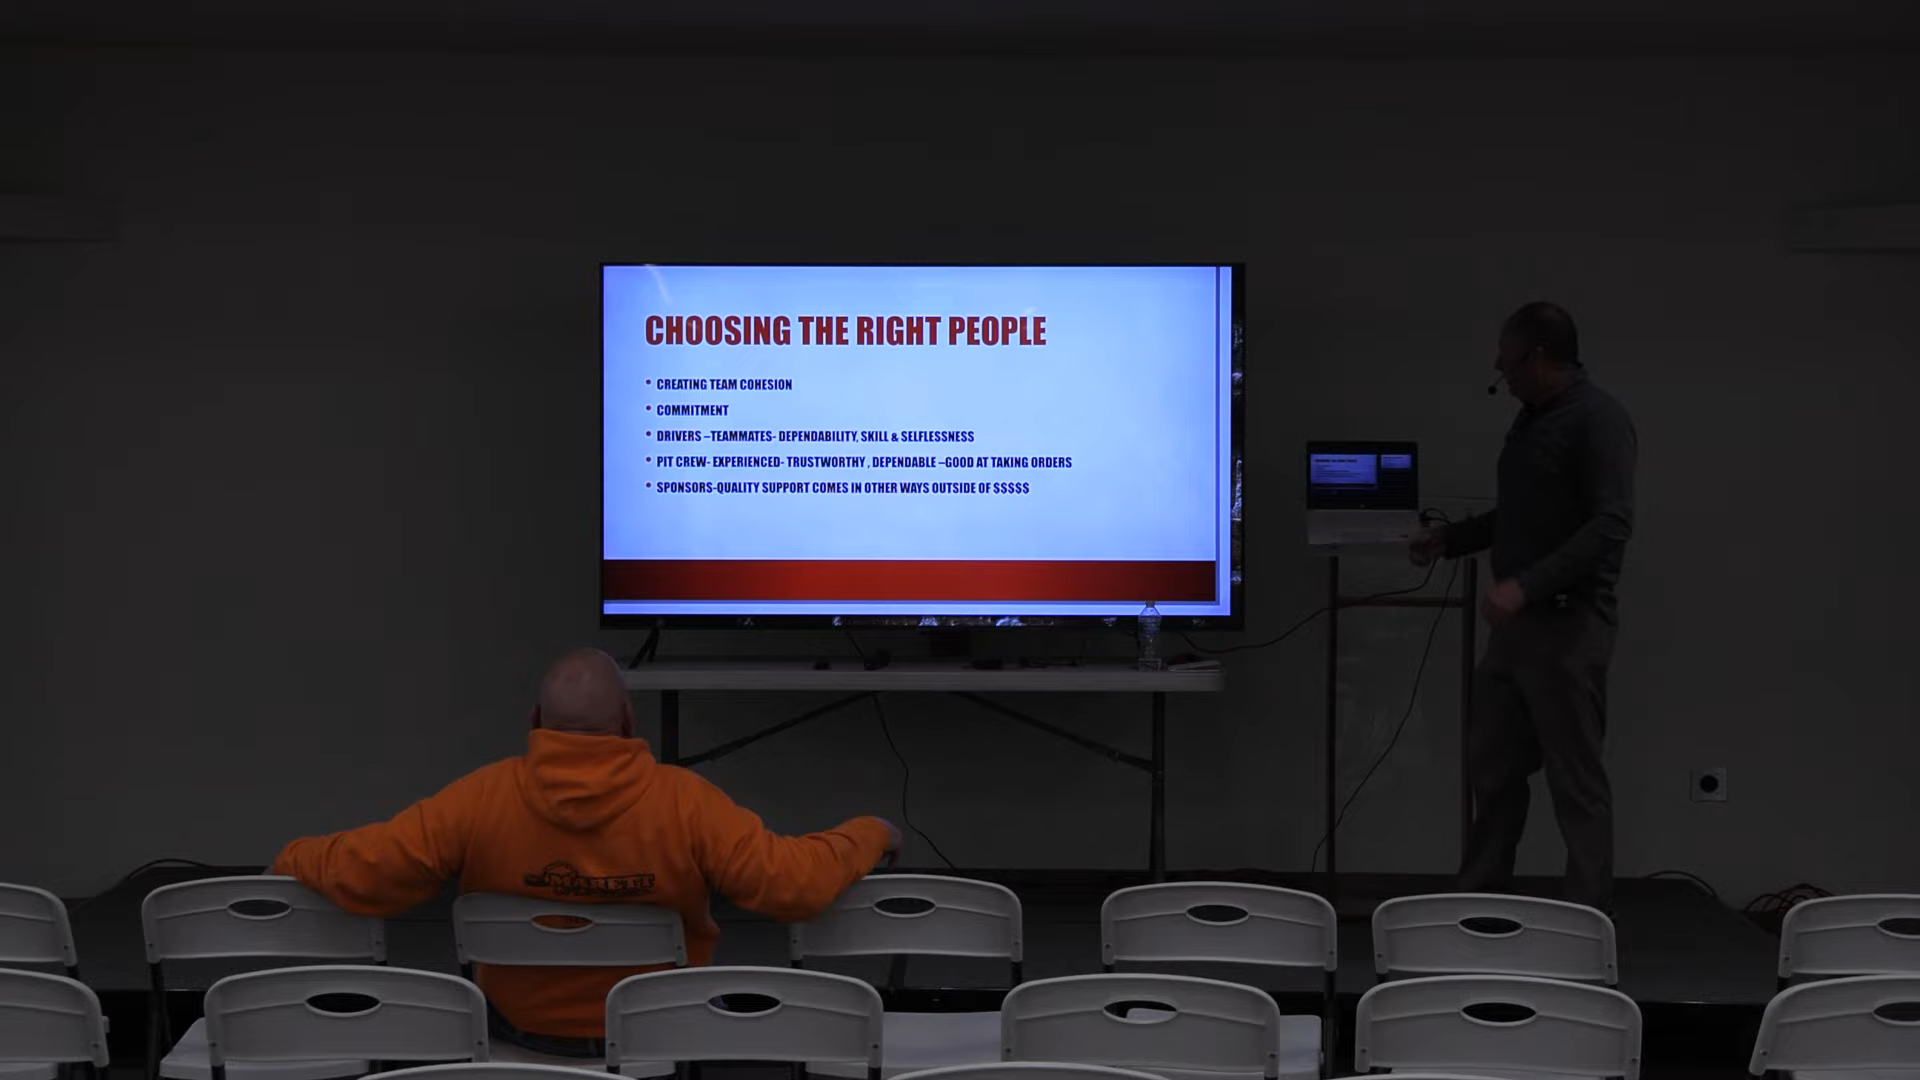 CHOOSING THE RIGHT PEOPLE
• CREATING TEAM COHESION
• COMMITMENT
• DRIVERS –TEAMMATES- DEPENDABILITY, SKILL & SELFLESSNESS
• PIT CREW- EXPERIENCED- TRUSTWORTHY , DEPENDABLE –GOOD AT TAKING ORDERS
• SPONSORS-QUALITY SUPPORT COMES IN OTHER WAYS OUTSIDE OF $$$$$